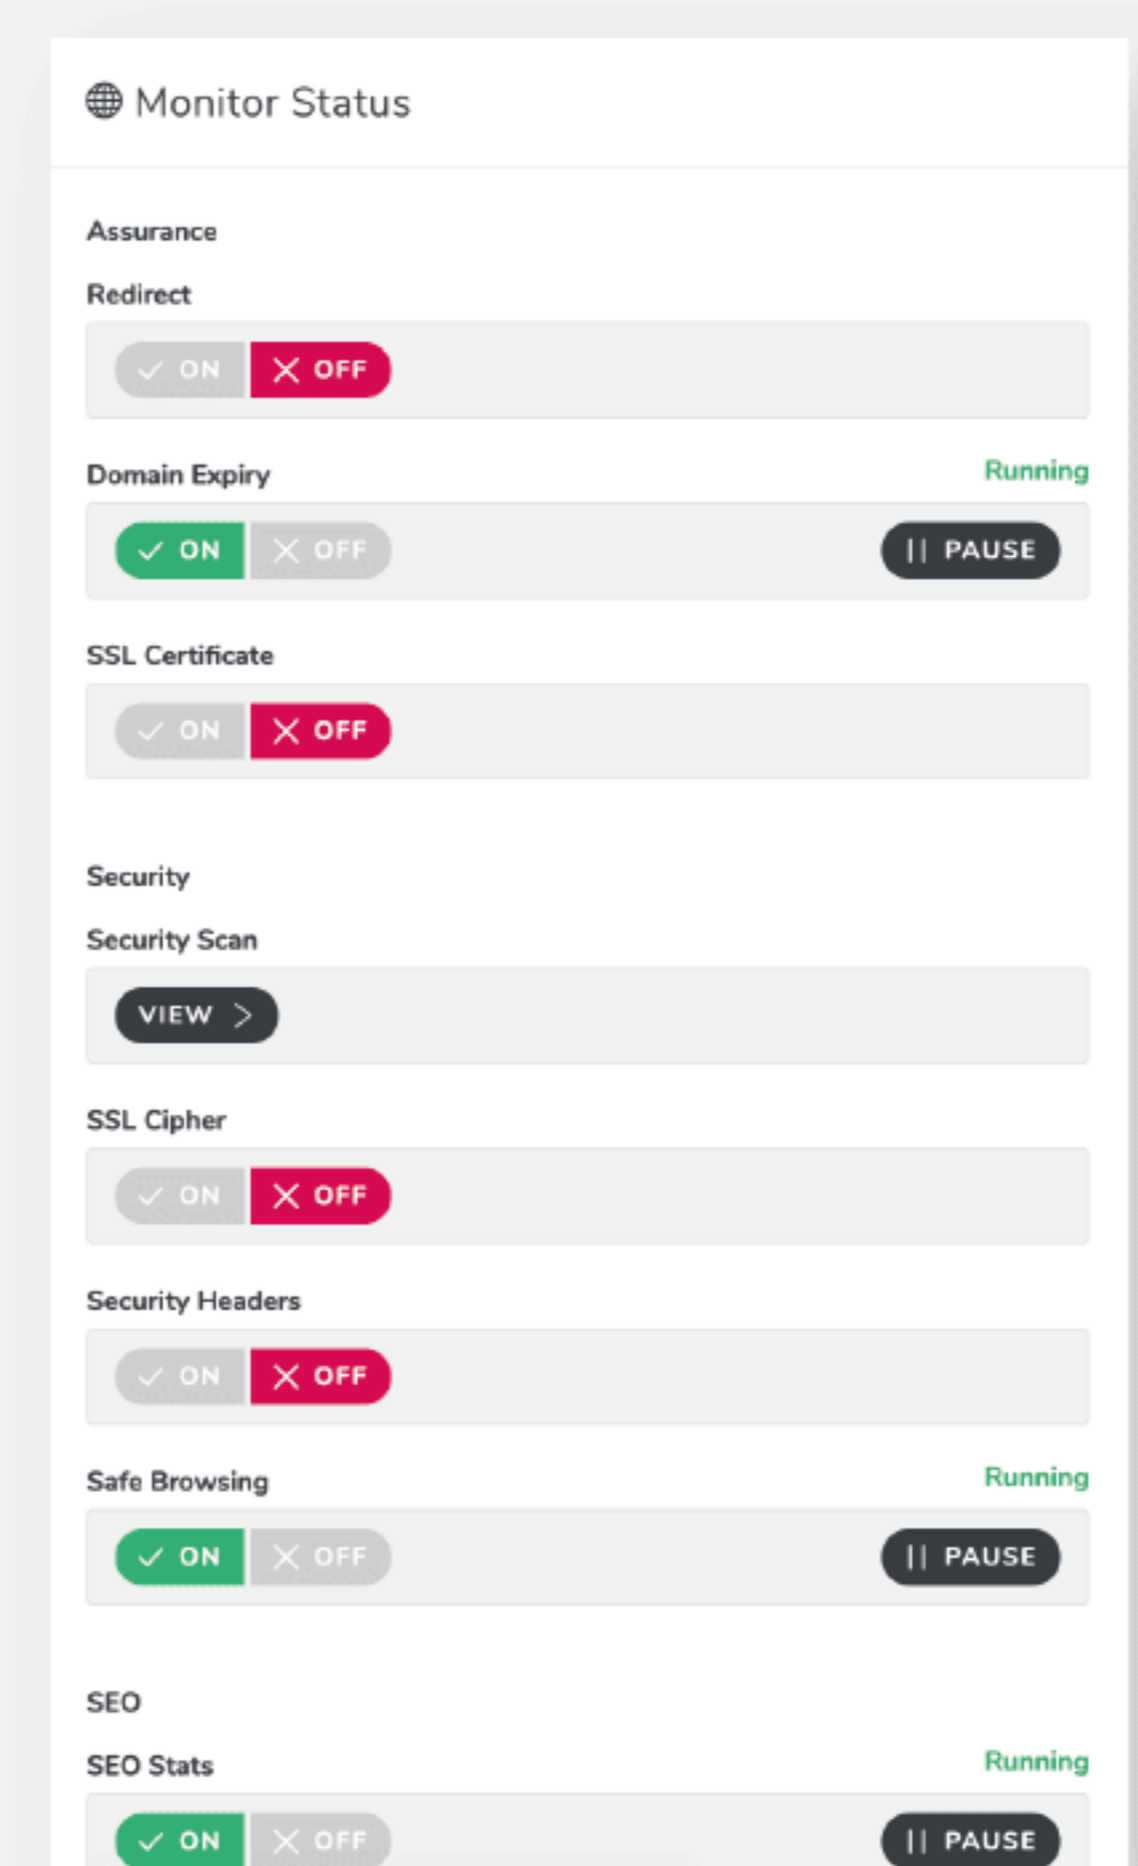 Monitor Status
Assurance
Redirect
ON OFF
Domain Expiry Running
ON OFF PAUSE
SSL Certificate
ON OFF
Security
Security Scan
VIEW >
SSL Cipher
ON OFF
Security Headers
ON OFF
Safe Browsing Running
ON OFF PAUSE
SEO
SEO Stats Running
ON OFF PAUSE